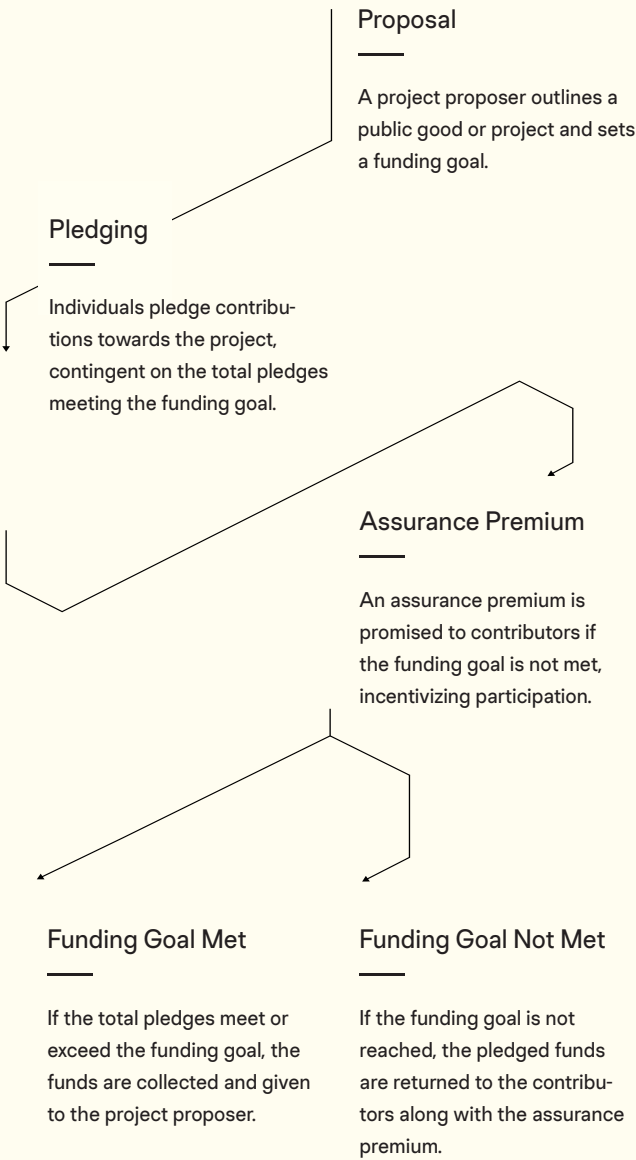 Proposal
A project proposer outlines a
public good or project and sets
a funding goal.
Pledging
Individuals pledge contribu-
tions towards the project,
contingent on the total pledges
meeting the funding goal.
Assurance Premium
An assurance premium is
promised to contributors if
the funding goal is not met,
incentivizing participation.
Funding Goal Met
If the total pledges meet or
exceed the funding goal, the
funds are collected and given
to the project proposer.
Funding Goal Not Met
If the funding goal is not
reached, the pledged funds
are returned to the contribu-
tors along with the assurance
premium.